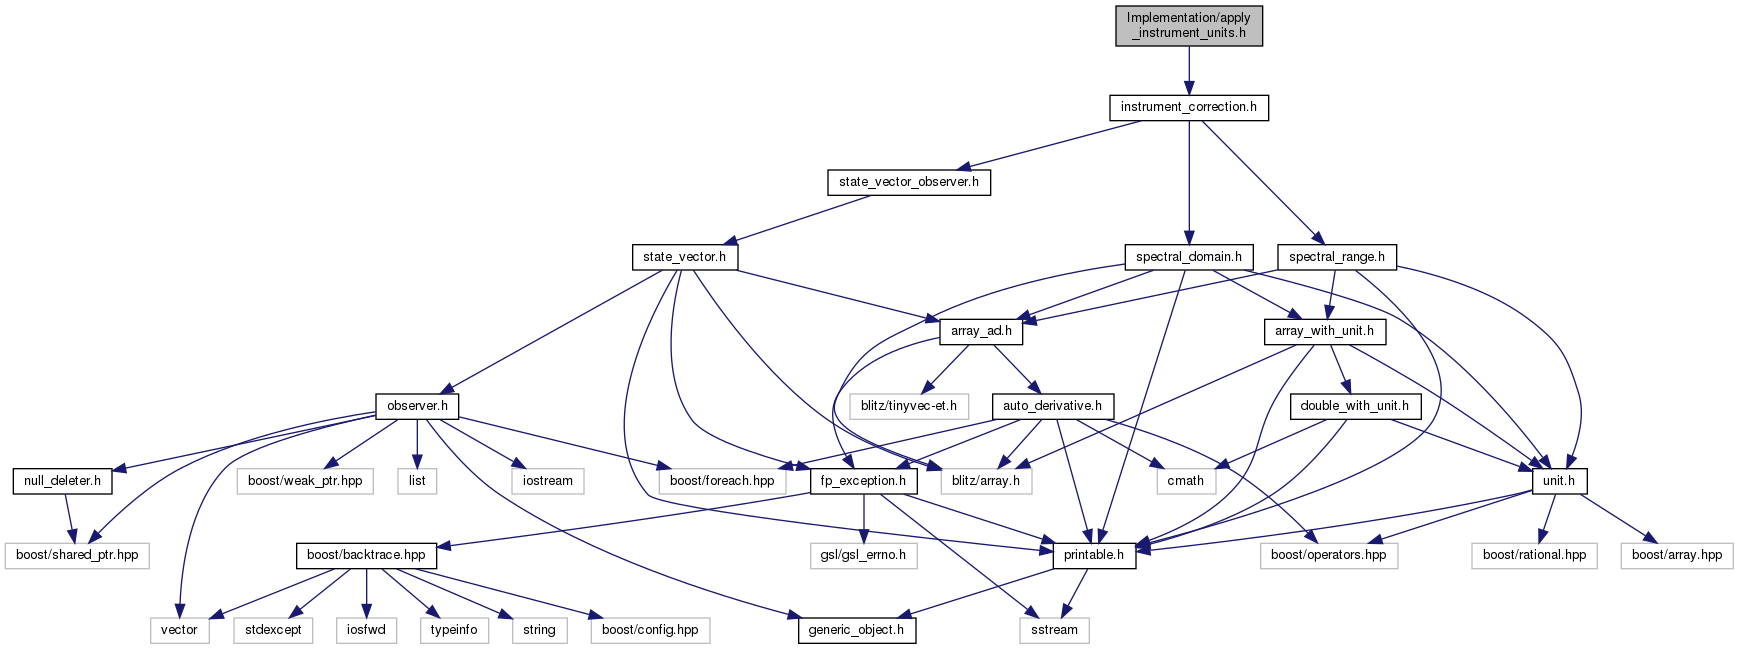 Implementation/apply
_instrument_units.h
instrument_correction.h
state_vector_observer.h
state_vector.h
spectral_domain.h
spectral_range.h
array_ad.h
array_with_unit.h
observer.h
blitz/tinyvec-et.h
auto_derivative.h
double_with_unit.h
null_deleter.h
boost/weak_ptr.hpp
list
iostream
boost/foreach.hpp
fp_exception.h
blitz/array.h
cmath
unit.h
boost/shared_ptr.hpp
boost/backtrace.hpp
gsl/gsl_errno.h
printable.h
boost/operators.hpp
boost/rational.hpp
boost/array.hpp
vector
stdexcept
iosfwd
typeinfo
string
boost/config.hpp
generic_object.h
sstream